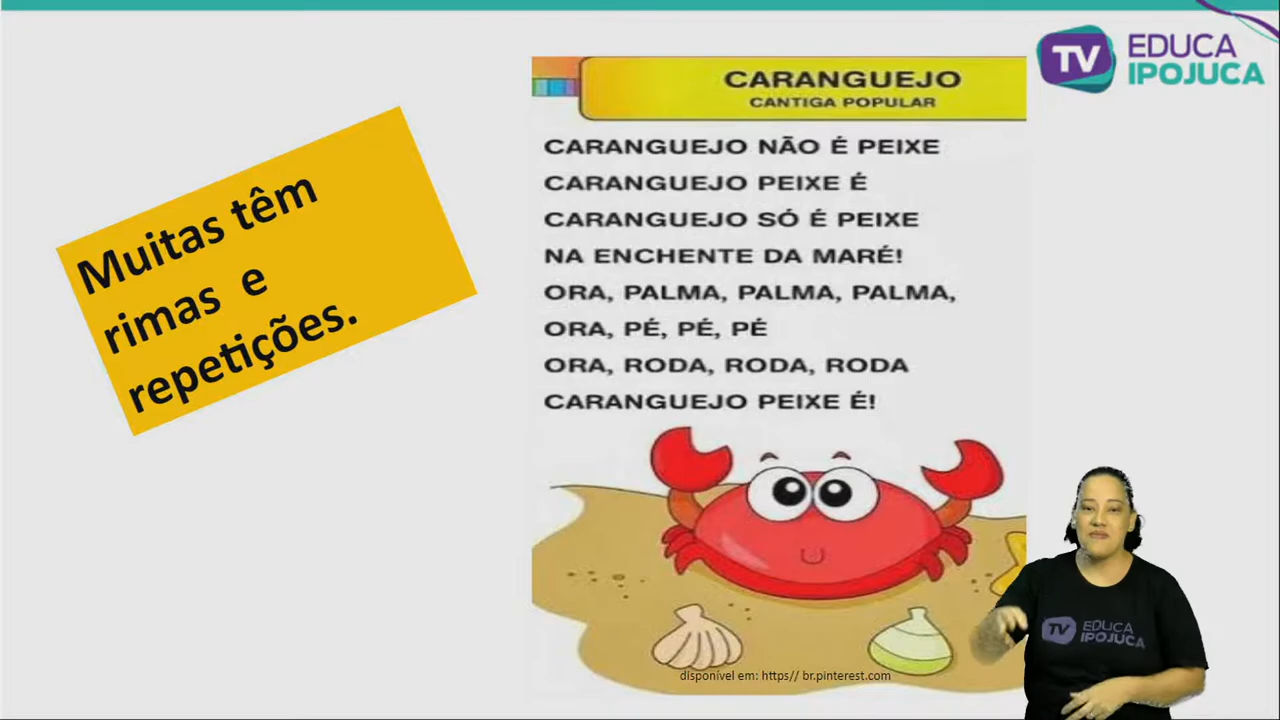 TV EDUCA
IPOJUCA
Muitas têm
rimas e
repetições.
CARANGUEJO
CANTIGA POPULAR
CARANGUEJO NÃO É PEIXE
CARANGUEJO PEIXE É
CARANGUEJO SÓ É PEIXE
NA ENCHENTE DA MARÉ!
ORA, PALMA, PALMA, PALMA,
ORA, PÉ, PÉ, PÉ
ORA, RODA, RODA, RODA
CARANGUEJO PEIXE É!
disponível em: https// br.pinterest.com
TV EDUCA
IPOJUCA